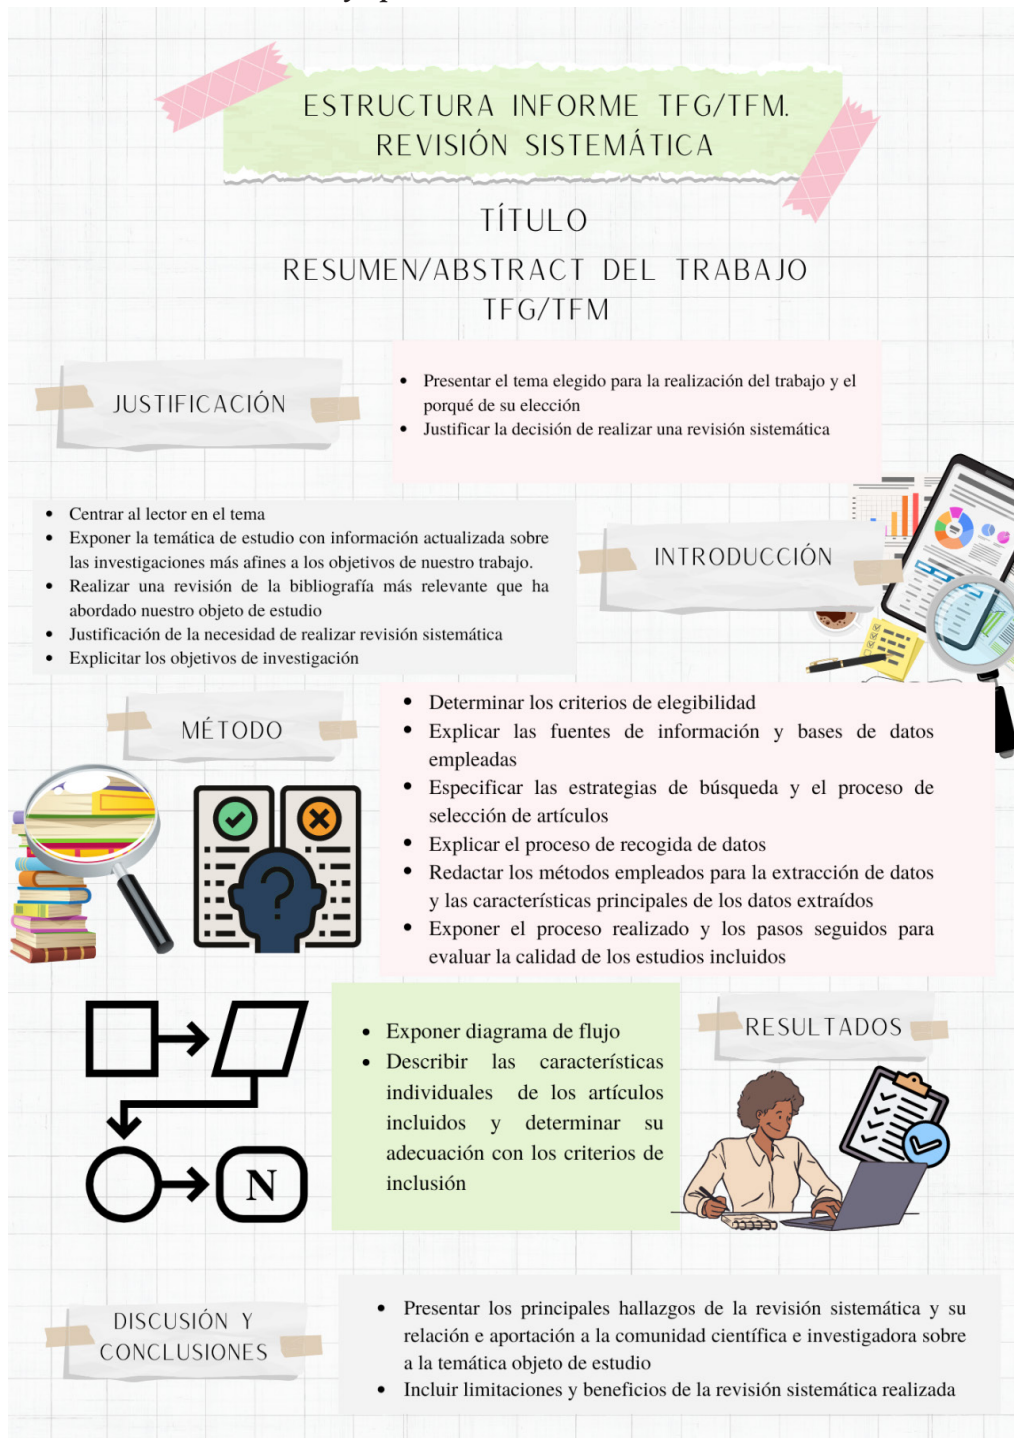 ESTRUCTURA INFORME TFG/TFM.
REVISIÓN SISTEMÁTICA
TÍTULO
RESUMEN/ABSTRACT DEL TRABAJO
TFG/TFM
JUSTIFICACIÓN
• Presentar el tema elegido para la realización del trabajo y el
porqué de su elección
• Justificar la decisión de realizar una revisión sistemática
INTRODUCCIÓN
• Centrar al lector en el tema
• Exponer la temática de estudio con información actualizada sobre
las investigaciones más afines a los objetivos de nuestro trabajo.
• Realizar una revisión de la bibliografía más relevante que ha
abordado nuestro objeto de estudio
• Justificación de la necesidad de realizar revisión sistemática
• Explicitar los objetivos de investigación
MÉTODO
• Determinar los criterios de elegibilidad
• Explicar las fuentes de información y bases de datos
empleadas
• Especificar las estrategias de búsqueda y el proceso de
selección de artículos
• Explicar el proceso de recogida de datos
• Redactar los métodos empleados para la extracción de datos
y las características principales de los datos extraídos
• Exponer el proceso realizado y los pasos seguidos para
evaluar la calidad de los estudios incluidos
RESULTADOS
• Exponer diagrama de flujo
• Describir las características
individuales de los artículos
incluidos y determinar su
adecuación con los criterios de
inclusión
N
DISCUSIÓN Y
CONCLUSIONES
• Presentar los principales hallazgos de la revisión sistemática y su
relación e aportación a la comunidad científica e investigadora sobre
a la temática objeto de estudio
• Incluir limitaciones y beneficios de la revisión sistemática realizada